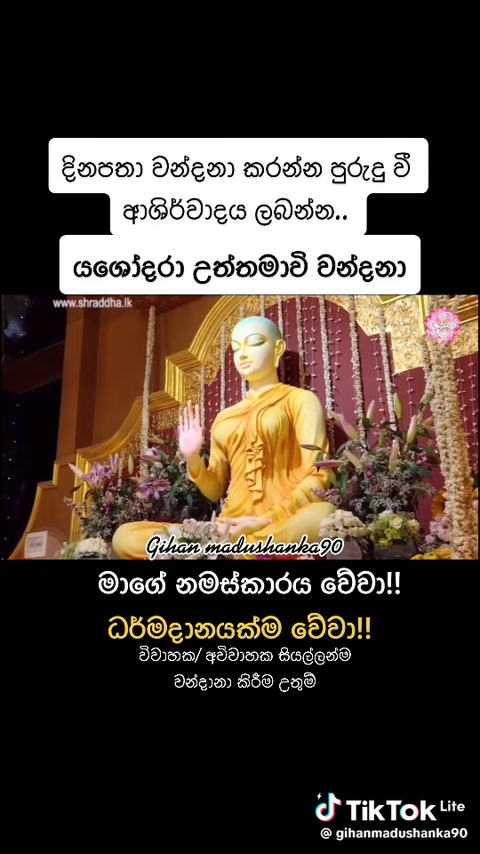 දිනපතා වන්දනා කරන්න පුරුදු වී
ආශිර්වාදය ලබන්න..
යශෝදරා උත්තමාවි වන්දනා
www.shraddha.lk
Gihan madushanka90
මාගේ නමස්කාරය වේවා!!
ධර්මදානයක්ම වේවා!!
විවාහක/ අවිවාහක සියල්ලන්ම
වන්දානා කිරීම උතුම්
TikTok Lite
@ gihanmadushanka90